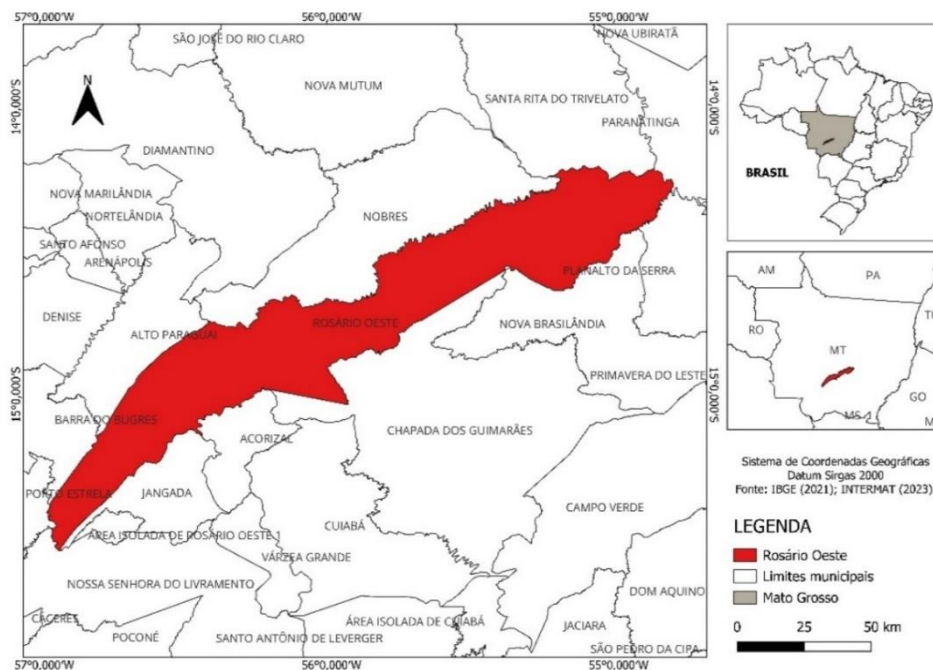 57°0,000'W
56°0,000'W
55°0,000'W
SÃO JOSÉ DO RIO CLARO
NOVA UBIRATÃ
N
NOVA MUTUM
SANTA RITA DO TRIVELATO
14°0,000'S
14°0,000'S
PARANATINGA
DIAMANTINO
NOVA MARILÂNDIA
NORTELÂNDIA
NOBRES
SANTO AFONSO
ARENÁPOLIS
PLANALTO DA SERRA
DENISE
ALTO PARAGUAI
ROSÁRIO OESTE
NOVA BRASILÂNDIA
15°0,000'S
15°0,000'S
PRIMAVERA DO LESTE
BARRA DO BUGRES
CHAPADA DOS GUIMARÃES
ACORIZAL
PORTO ESTRELA
JANGADA
CAMPO VERDE
CUIABÁ
ÁREA ISOLADA DE ROSÁRIO OESTE 1
VÁRZEA GRANDE
NOSSA SENHORA DO LIVRAMENTO
DOM AQUINO
CÁCERES
ÁREA ISOLADA DE CUIABÁ
JACIARA
POCONÉ
SANTO ANTÔNIO DE LEVERGER
SÃO PEDRO DA CIPA
57°0,000'W
56°0,000'W
55°0,000'W
BRASIL
AM
PA
RO
MT
GO
MS
Sistema de Coordenadas Geográficas
Datum Sirgas 2000
Fonte: IBGE (2021); INTERMAT (2023)
LEGENDA
Rosário Oeste
Limites municipais
Mato Grosso
0 25 50 km